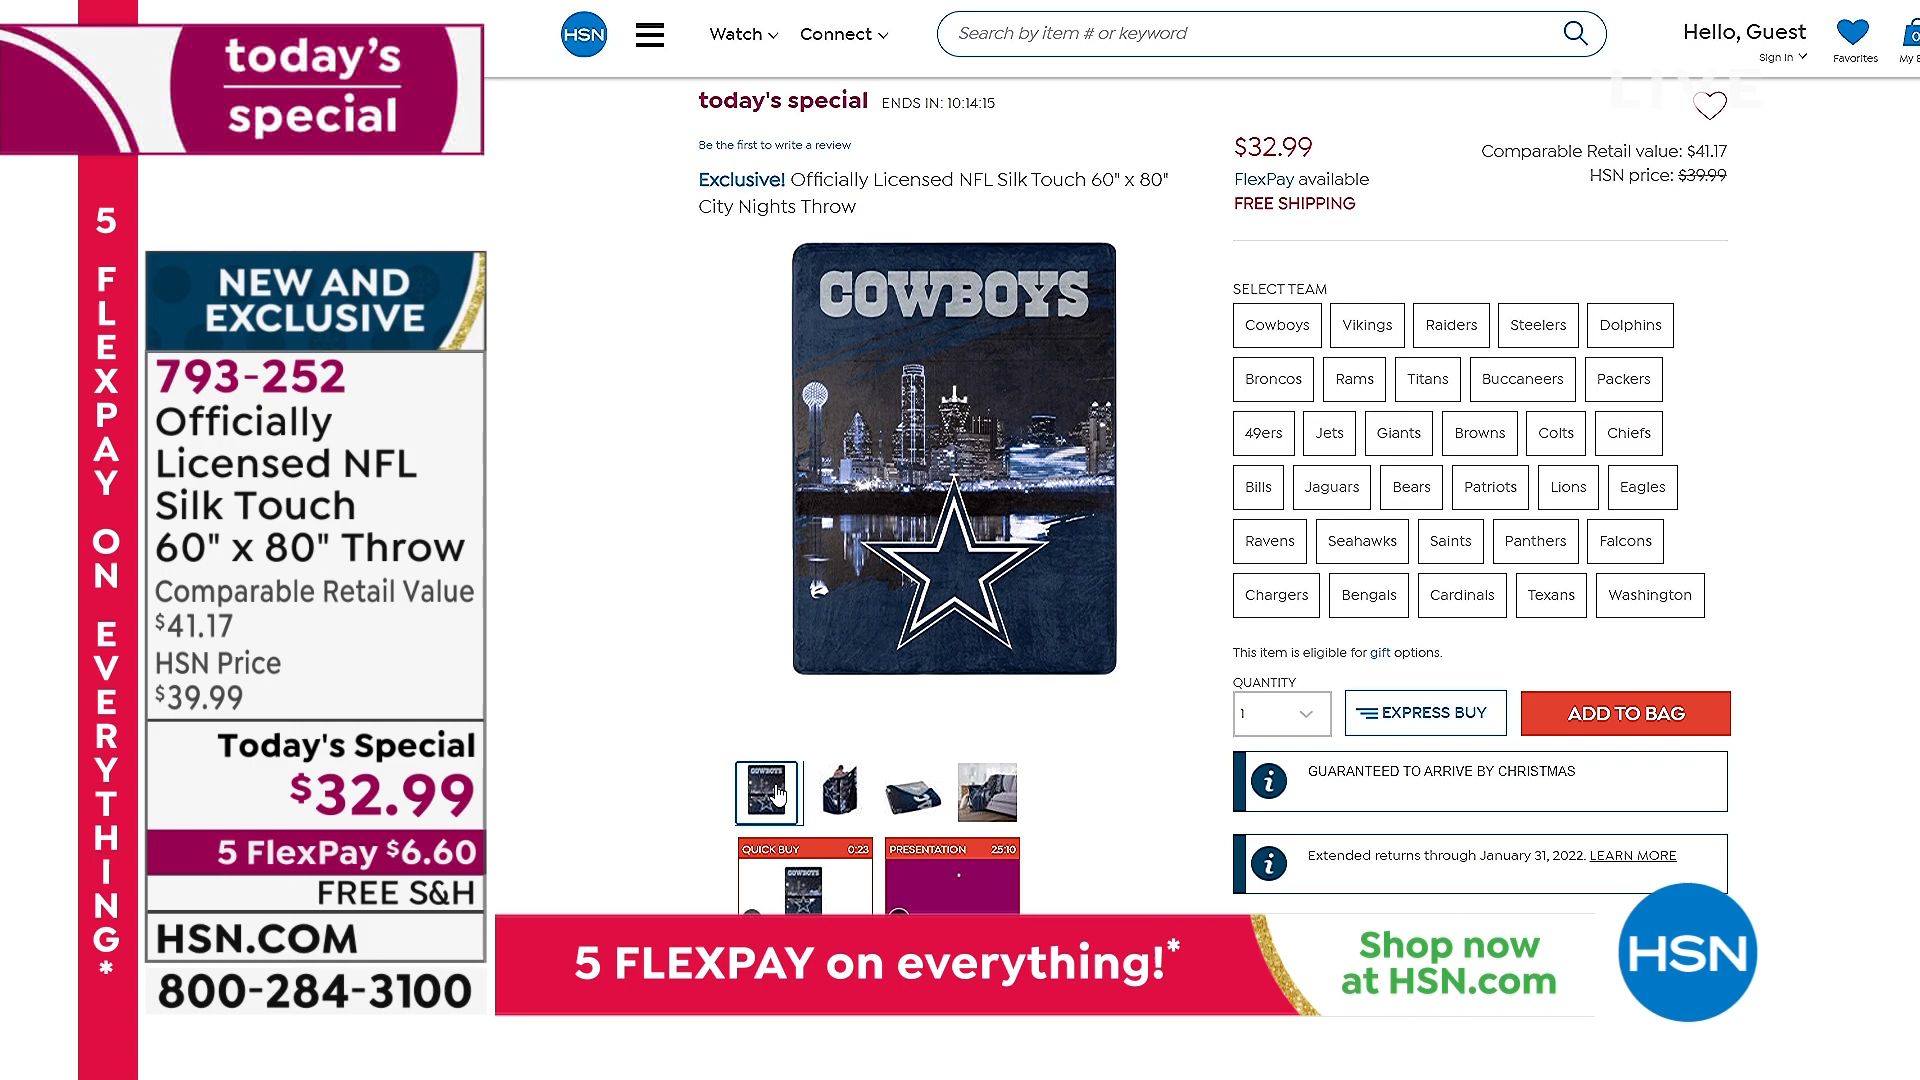 today's
special
5 FLEXPAY ON EVERYTHING*
NEW AND
EXCLUSIVE
793-252
Officially
Licensed NFL
Silk Touch
60" x 80" Throw
Comparable Retail Value
$41.17
HSN Price
$39.99
Today's Special
$32.99
5 FlexPay $6.60
FREE S&H
HSN.COM
800-284-3100
HSN
Watch
Connect
Search by item # or keyword
Hello, Guest
Sign In
Favorites
0
My
LIVE
today's special ENDS IN: 10:14:15
Be the first to write a review
Exclusive! Officially Licensed NFL Silk Touch 60" x 80"
City Nights Throw
COWBOYS
COWBOYS
QUICK BUY 0:23
COWBOYS
PRESENTATION 25:10
$32.99
FlexPay available
FREE SHIPPING
Comparable Retail value: $41.17
HSN price: $39.99
SELECT TEAM
Cowboys Vikings Raiders Steelers Dolphins
Broncos Rams Titans Buccaneers Packers
49ers Jets Giants Browns Colts Chiefs
Bills Jaguars Bears Patriots Lions Eagles
Ravens Seahawks Saints Panthers Falcons
Chargers Bengals Cardinals Texans Washington
This item is eligible for gift options.
QUANTITY
1
EXPRESS BUY
ADD TO BAG
GUARANTEED TO ARRIVE BY CHRISTMAS
Extended returns through January 31, 2022. LEARN MORE
5 FLEXPAY on everything!*
Shop now
at HSN.com
HSN